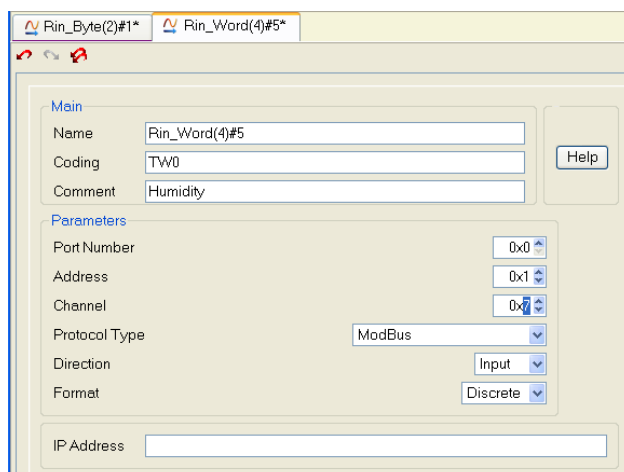 Rin_Byte(2)#1* Rin_Word(4)#5*
Main
Name Rin_Word(4)#5
Coding TW0
Help
Comment Humidity
Parameters
Port Number 0x0
Address 0x1
Channel 0x7
Protocol Type ModBus
Direction Input
Format Discrete
IP Address